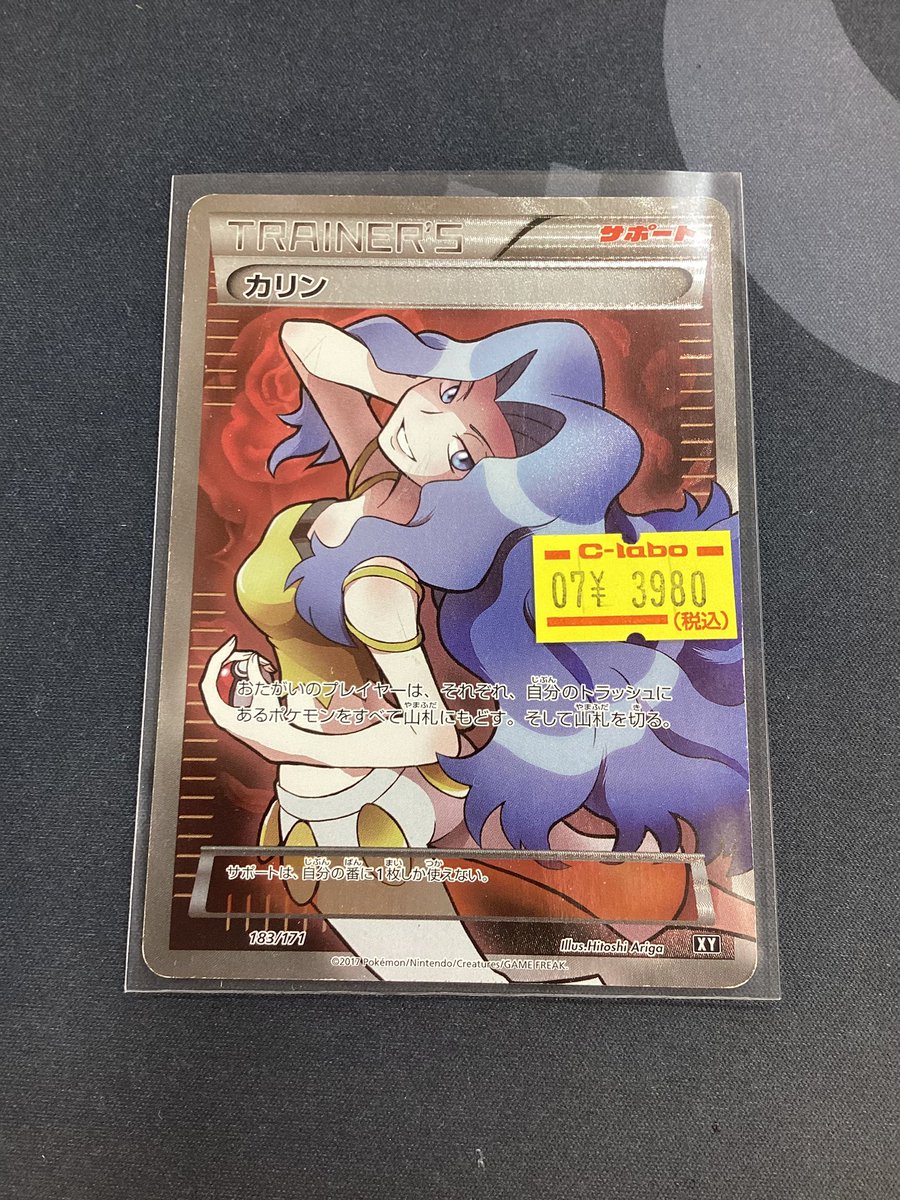 TRAINER'S
サポート
カリン
C-labo
07¥ 3980
(税込)
おたがいのプレイヤーは、それぞれ、自分のトラッシュに
あるポケモンをすべて山札にもどす。そして山札を切る。
サポートは、自分の番に1枚しか使えない。
183/171
Illus.Hitoshi Ariga
XY
©2017 Pokémon/Nintendo/Creatures/GAME FREAK.